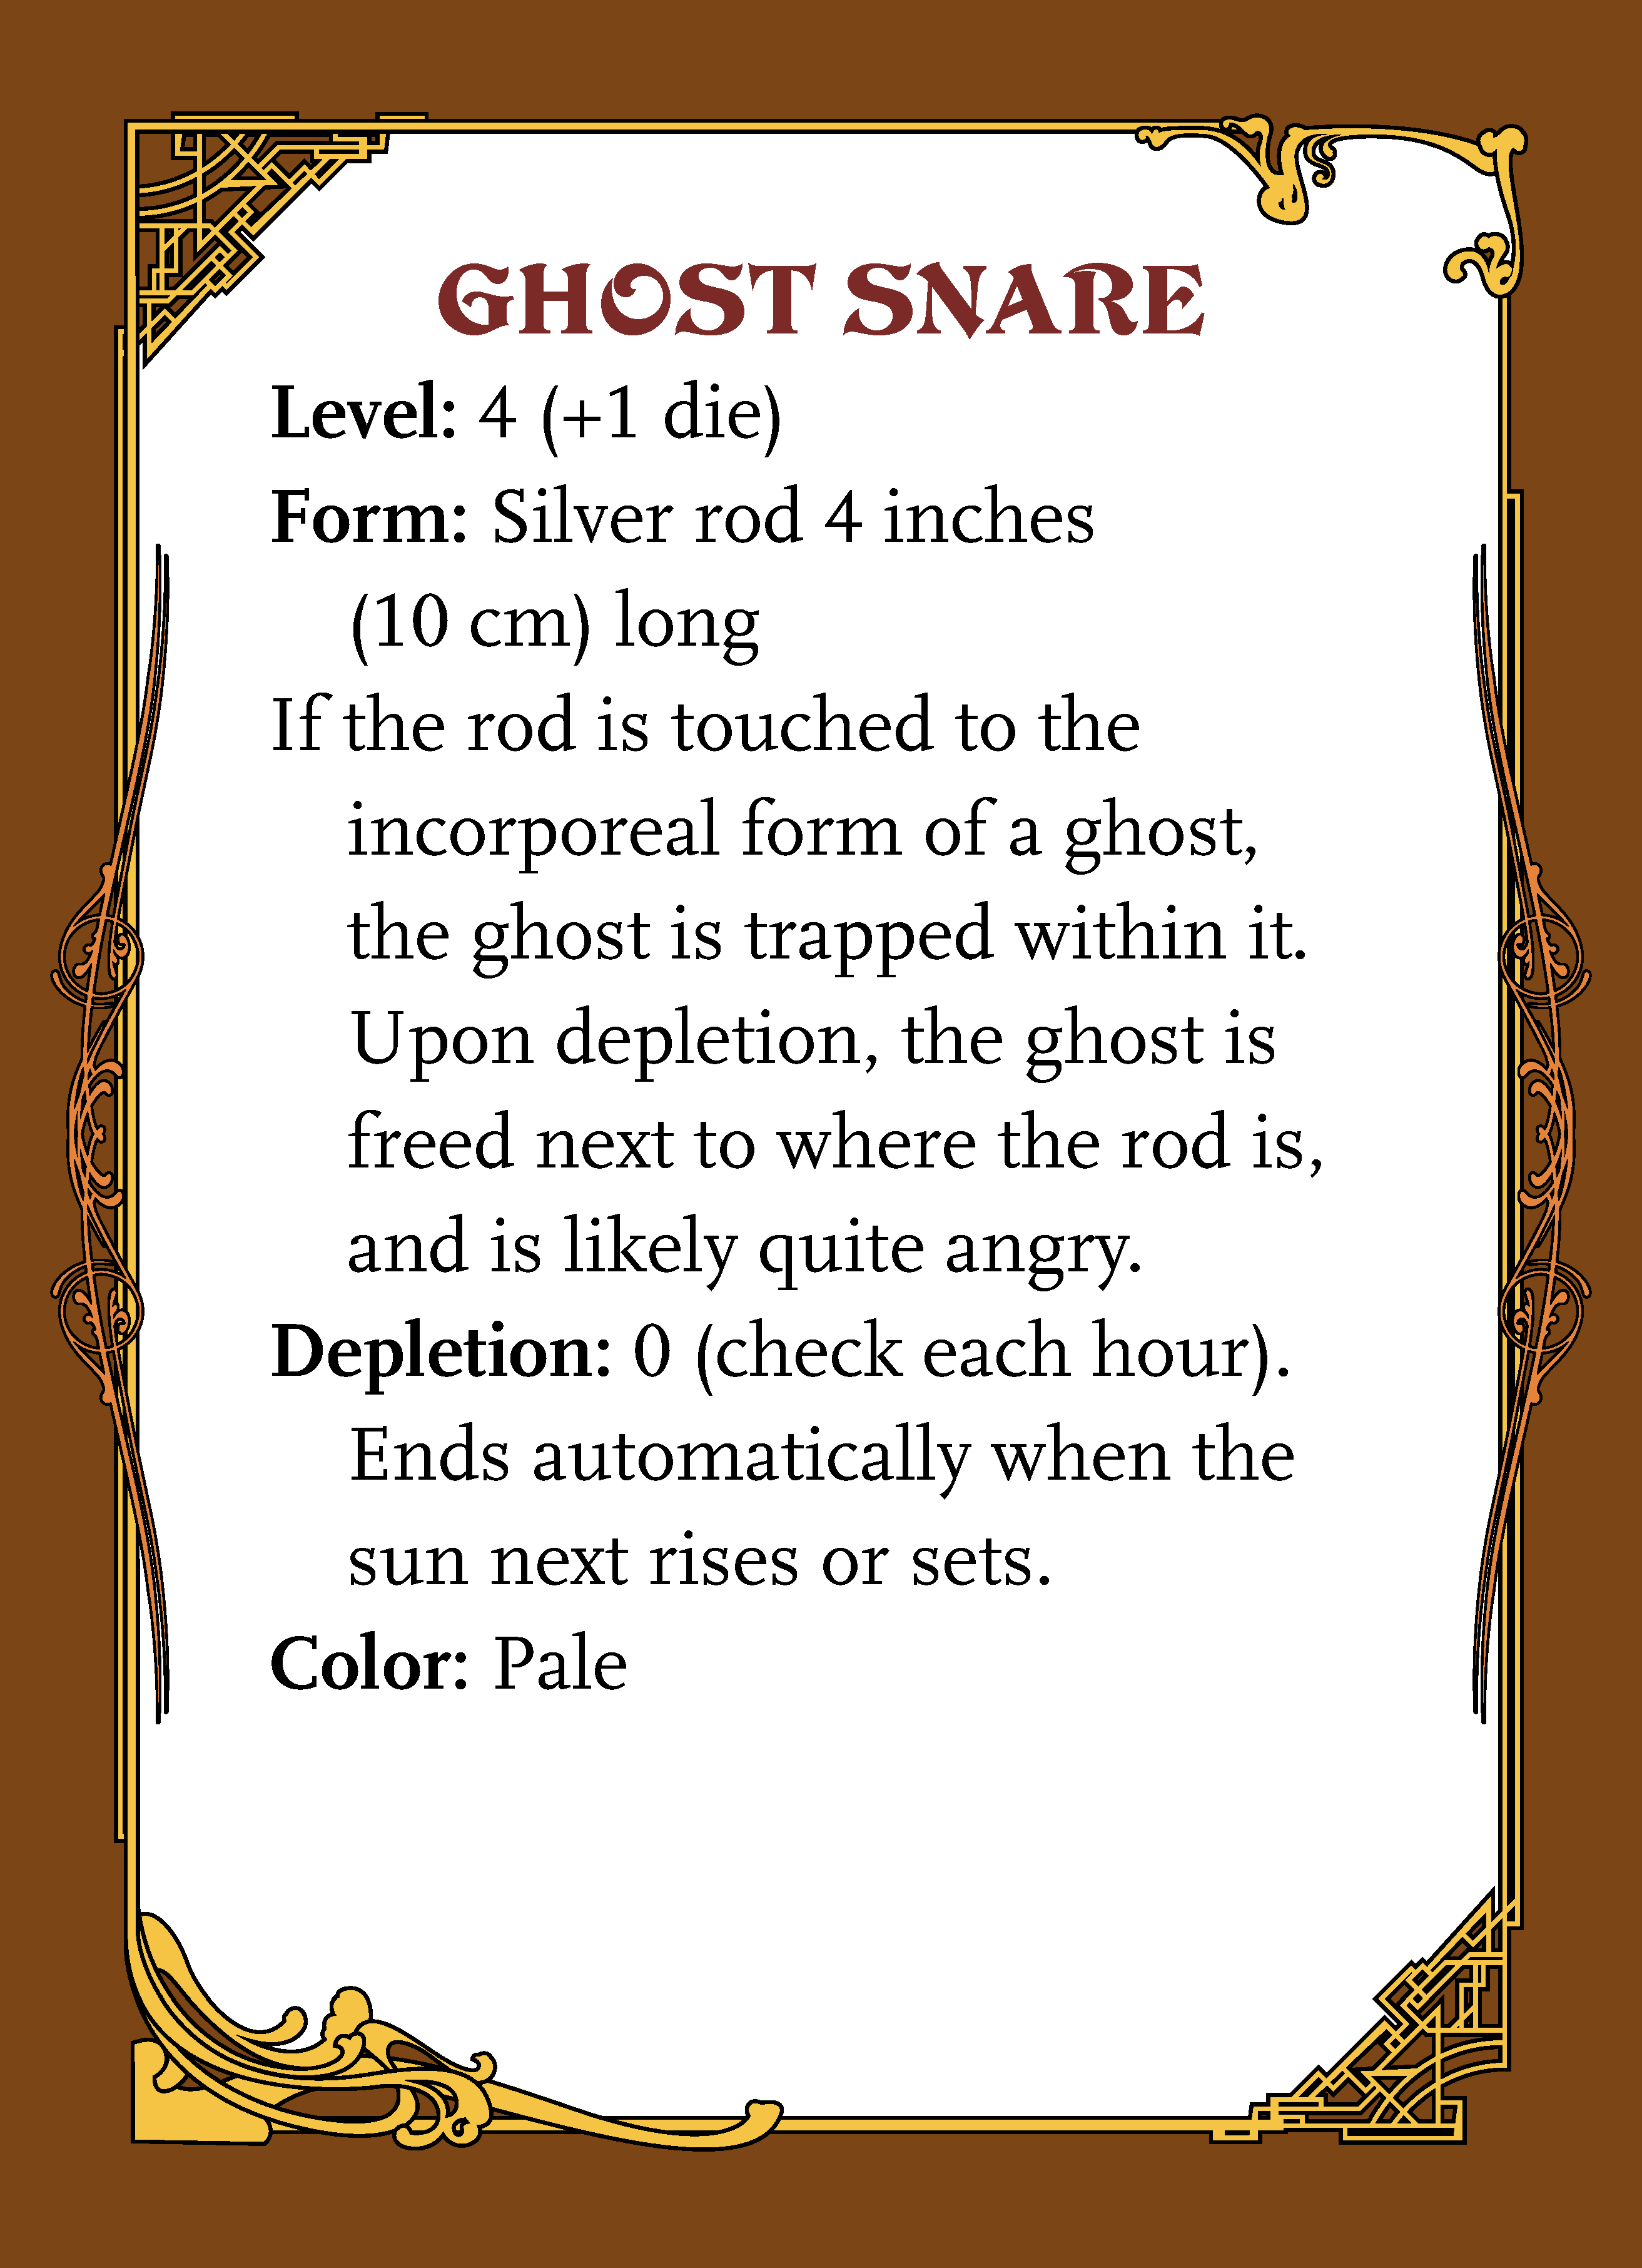 GHOST SNARE
Level: 4 (+1 die)
Form: Silver rod 4 inches
(10 cm) long
If the rod is touched to the
incorporeal form of a ghost,
the ghost is trapped within it.
Upon depletion, the ghost is
freed next to where the rod is,
and is likely quite angry.
Depletion: 0 (check each hour).
Ends automatically when the
sun next rises or sets.
Color: Pale